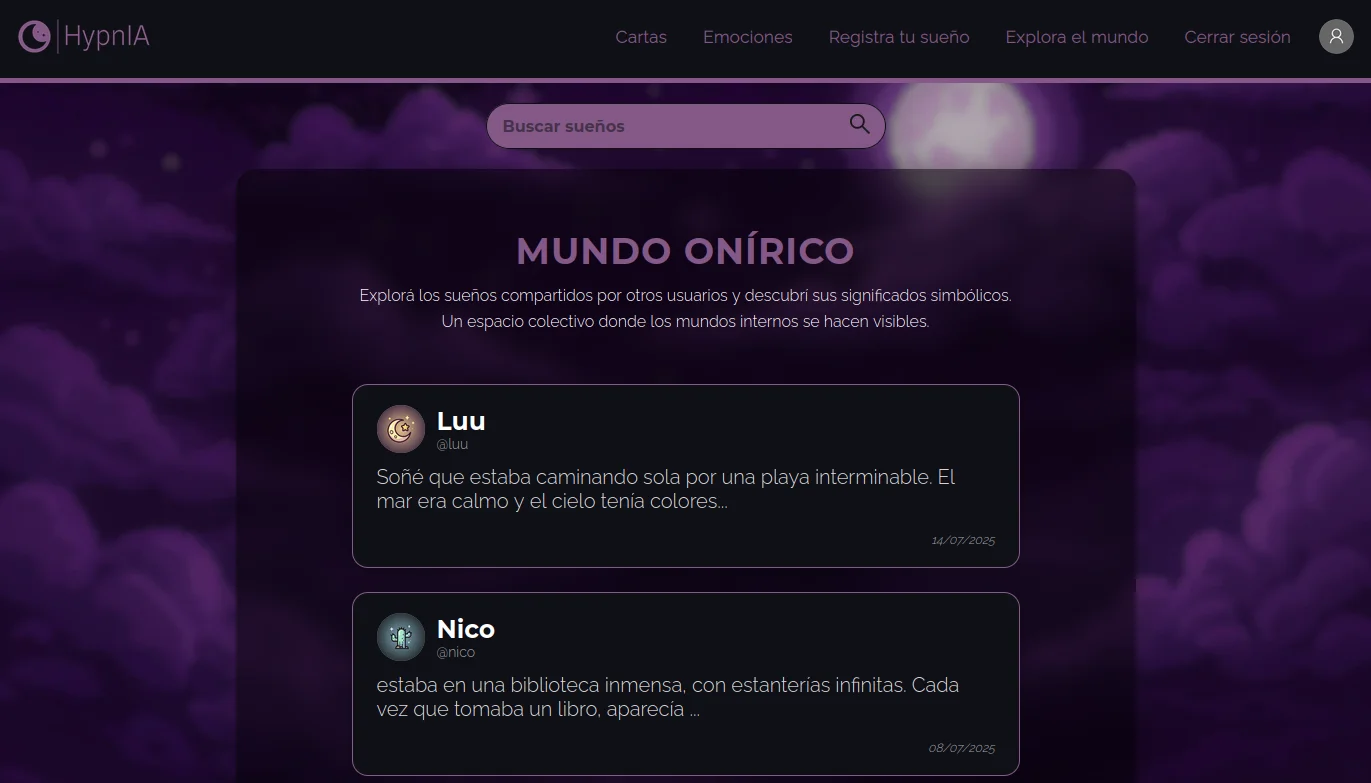 HypnIA
Cartas
Emociones
Registra tu sueño
Explora el mundo
Cerrar sesión
Buscar sueños
MUNDO ONÍRICO
Explorá los sueños compartidos por otros usuarios y descubrí sus significados simbólicos.
Un espacio colectivo donde los mundos internos se hacen visibles.
Luu
@luu
Soñé que estaba caminando sola por una playa interminable. El
mar era calmo y el cielo tenía colores...
14/07/2025
Nico
@nico
estaba en una biblioteca inmensa, con estanterías infinitas. Cada
vez que tomaba un libro, aparecía ...
08/07/2025